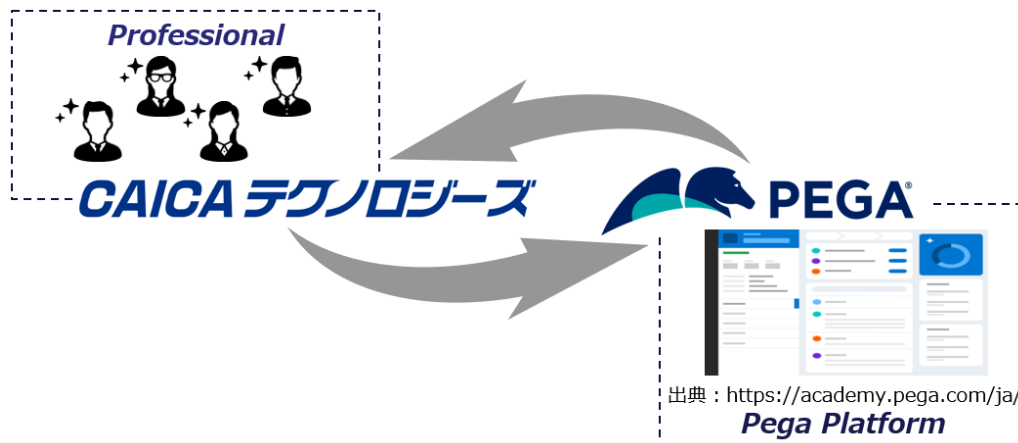 Professional
CAICA テクノロジーズ
PEGA®
出典：https://academy.pega.com/ja/
Pega Platform